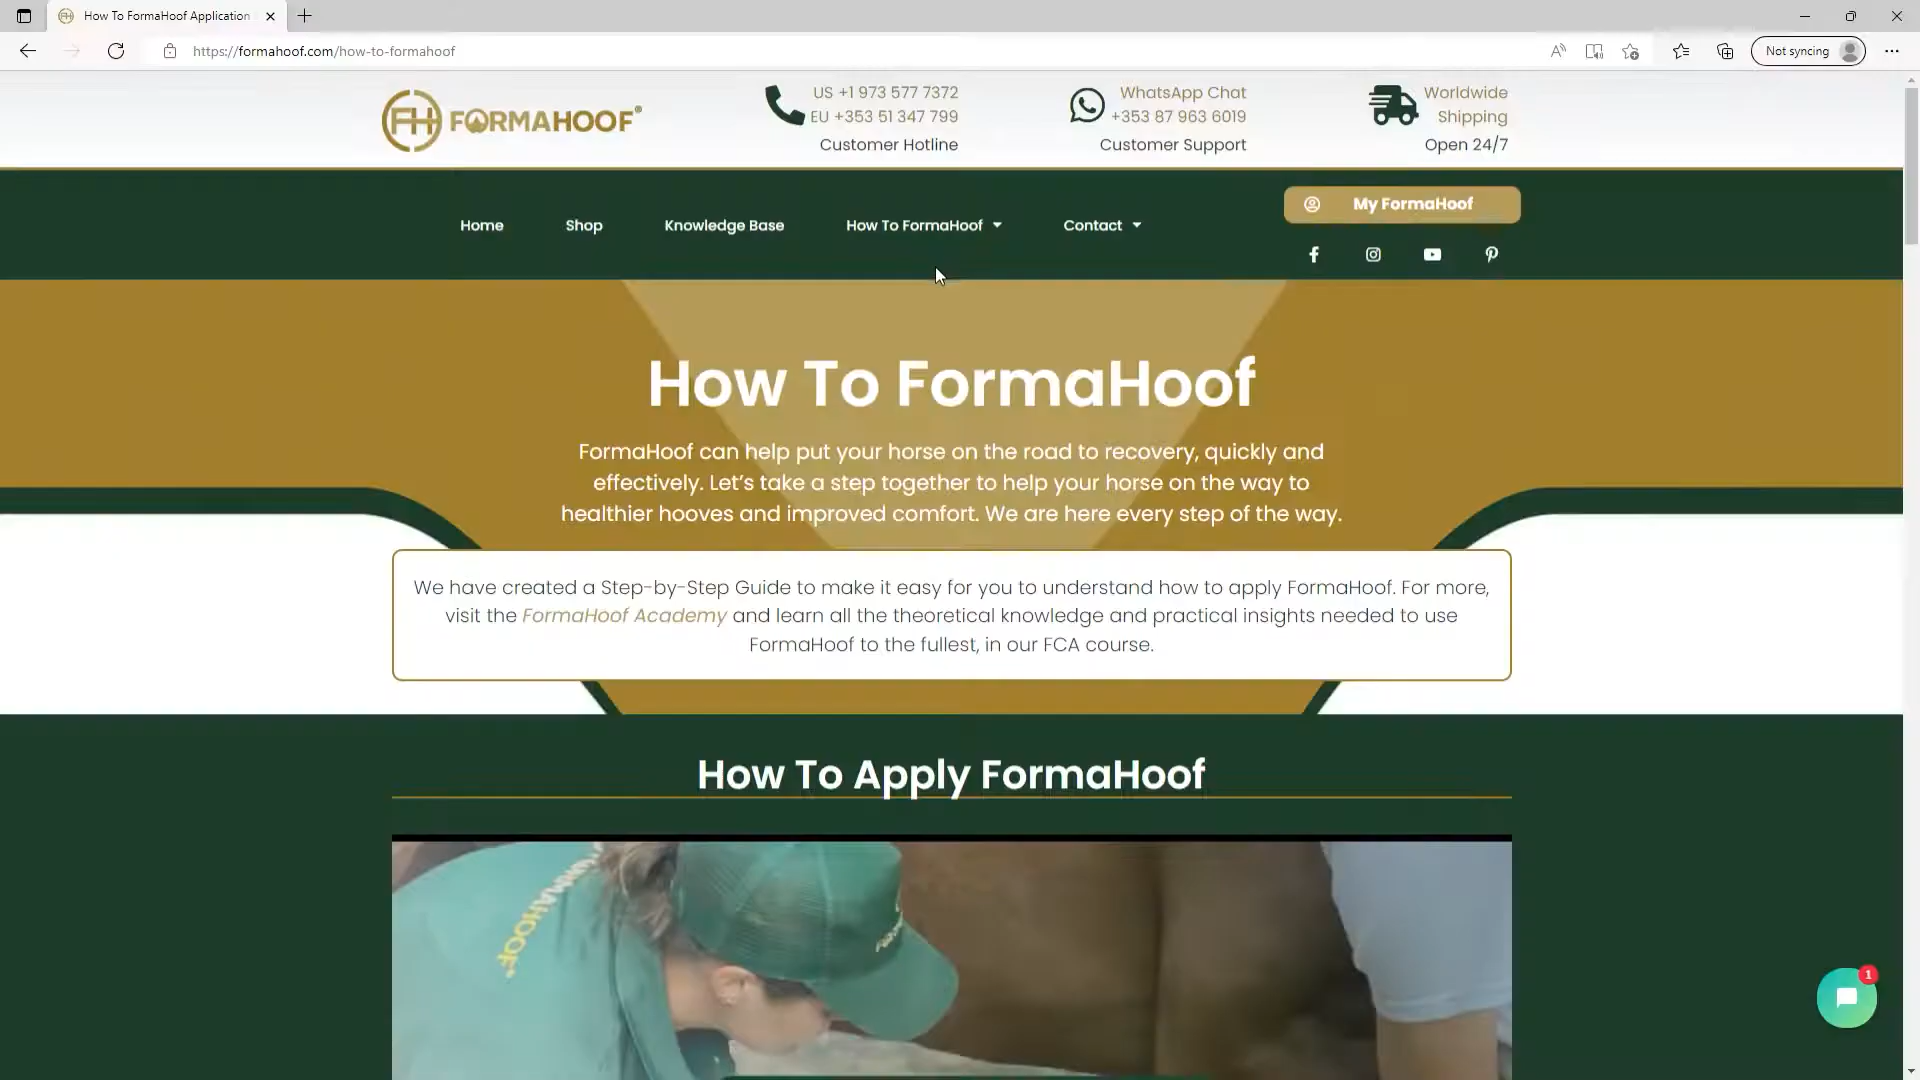 How To FormaHoof Application
https://formahoof.com/how-to-formahoof
Not syncing
FH FORMAHOOF®
US +1 973 577 7372
EU +353 51 347 799
Customer Hotline
WhatsApp Chat
+353 87 963 6019
Customer Support
Worldwide
Shipping
Open 24/7
Home
Shop
Knowledge Base
How To FormaHoof
Contact
My FormaHoof
How To FormaHoof
FormaHoof can help put your horse on the road to recovery, quickly and
effectively. Let’s take a step together to help your horse on the way to
healthier hooves and improved comfort. We are here every step of the way.
We have created a Step-by-Step Guide to make it easy for you to understand how to apply FormaHoof. For more,
visit the FormaHoof Academy and learn all the theoretical knowledge and practical insights needed to use
FormaHoof to the fullest, in our FCA course.
How To Apply FormaHoof
1